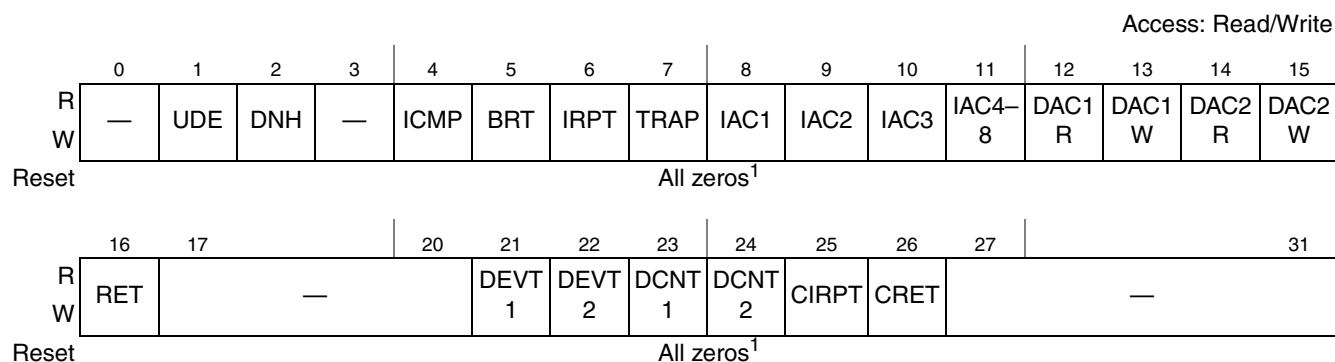 Access: Read/Write
0 1 2 3 4 5 6 7 8 9 10 11 12 13 14 15
R
W
— UDE DNH — ICMP BRT IRPT TRAP IAC1 IAC2 IAC3 IAC4–8 DAC1R DAC1W DAC2R DAC2W
Reset All zeros1
16 17 20 21 22 23 24 25 26 27 31
R
W
RET — DEVT1 DEVT2 DCNT1 DCNT2 CIRPT CRET —
Reset All zeros1